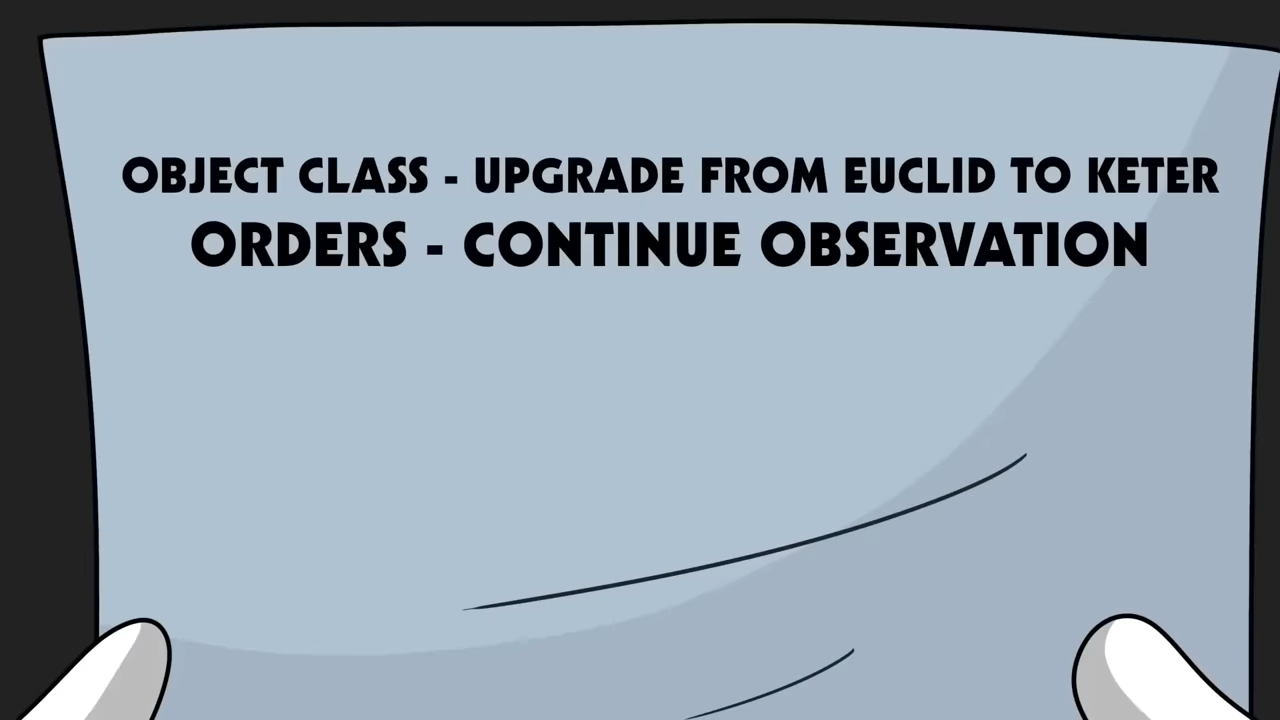 OBJECT CLASS - UPGRADE FROM EUCLID TO KETER
ORDERS - CONTINUE OBSERVATION